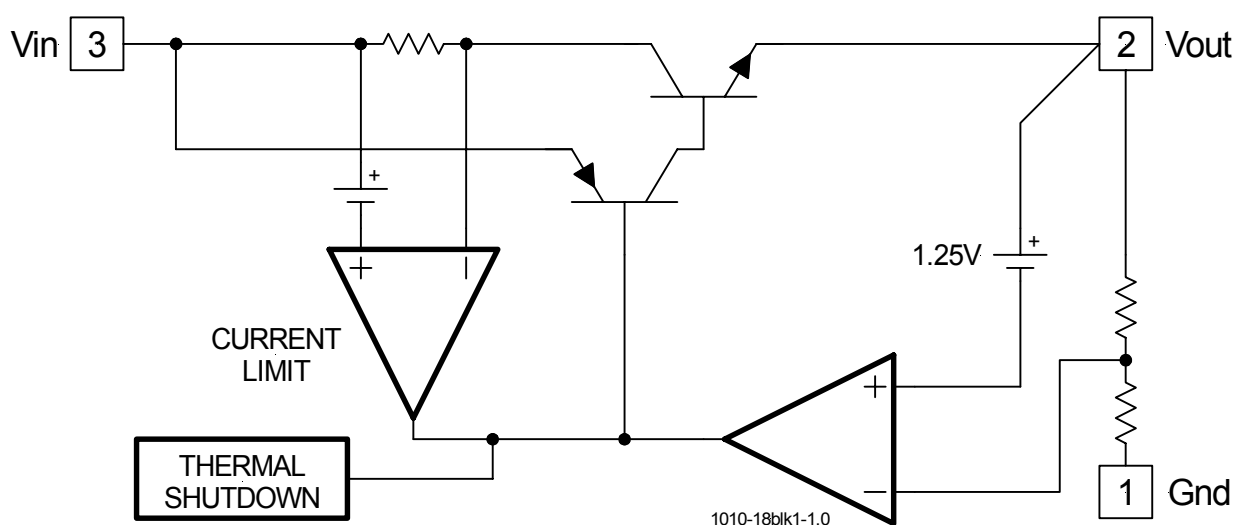 Vin 3
2 Vout
+
+
1.25V
+ −
CURRENT
LIMIT
+
THERMAL
SHUTDOWN
−
1 Gnd
1010-18blk1-1.0